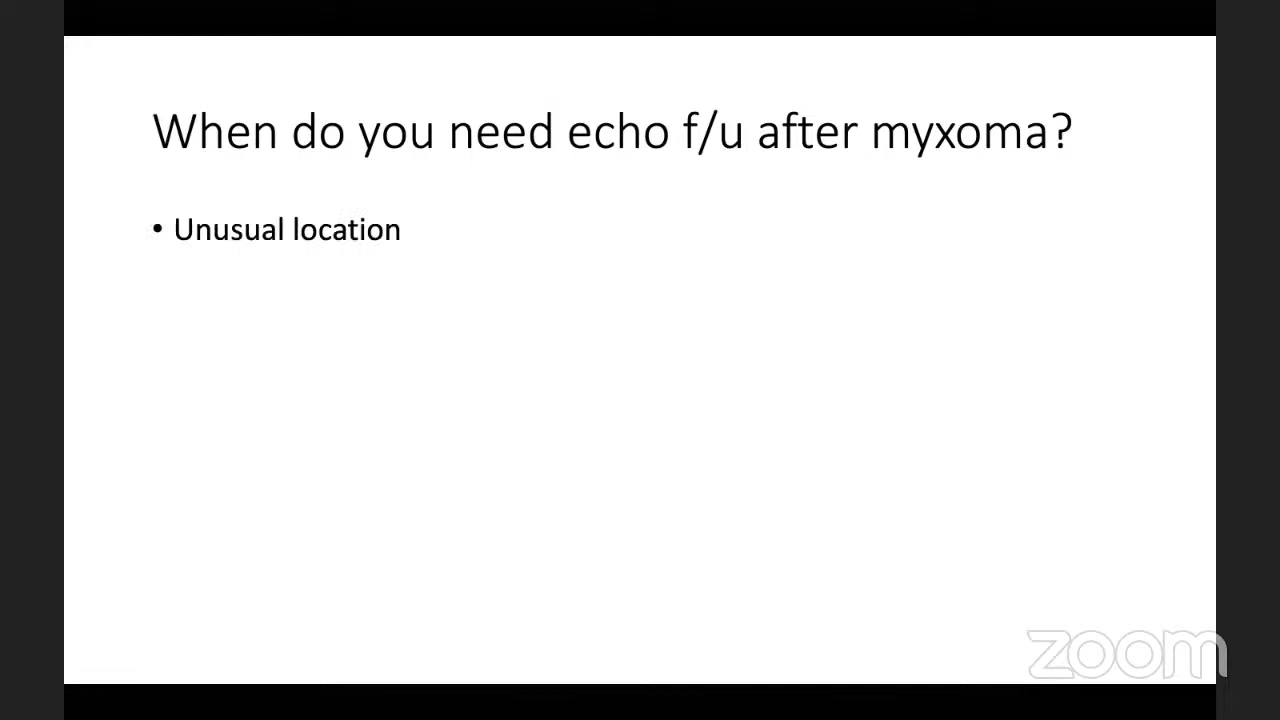 When do you need echo f/u after myxoma?
• Unusual location
zoom